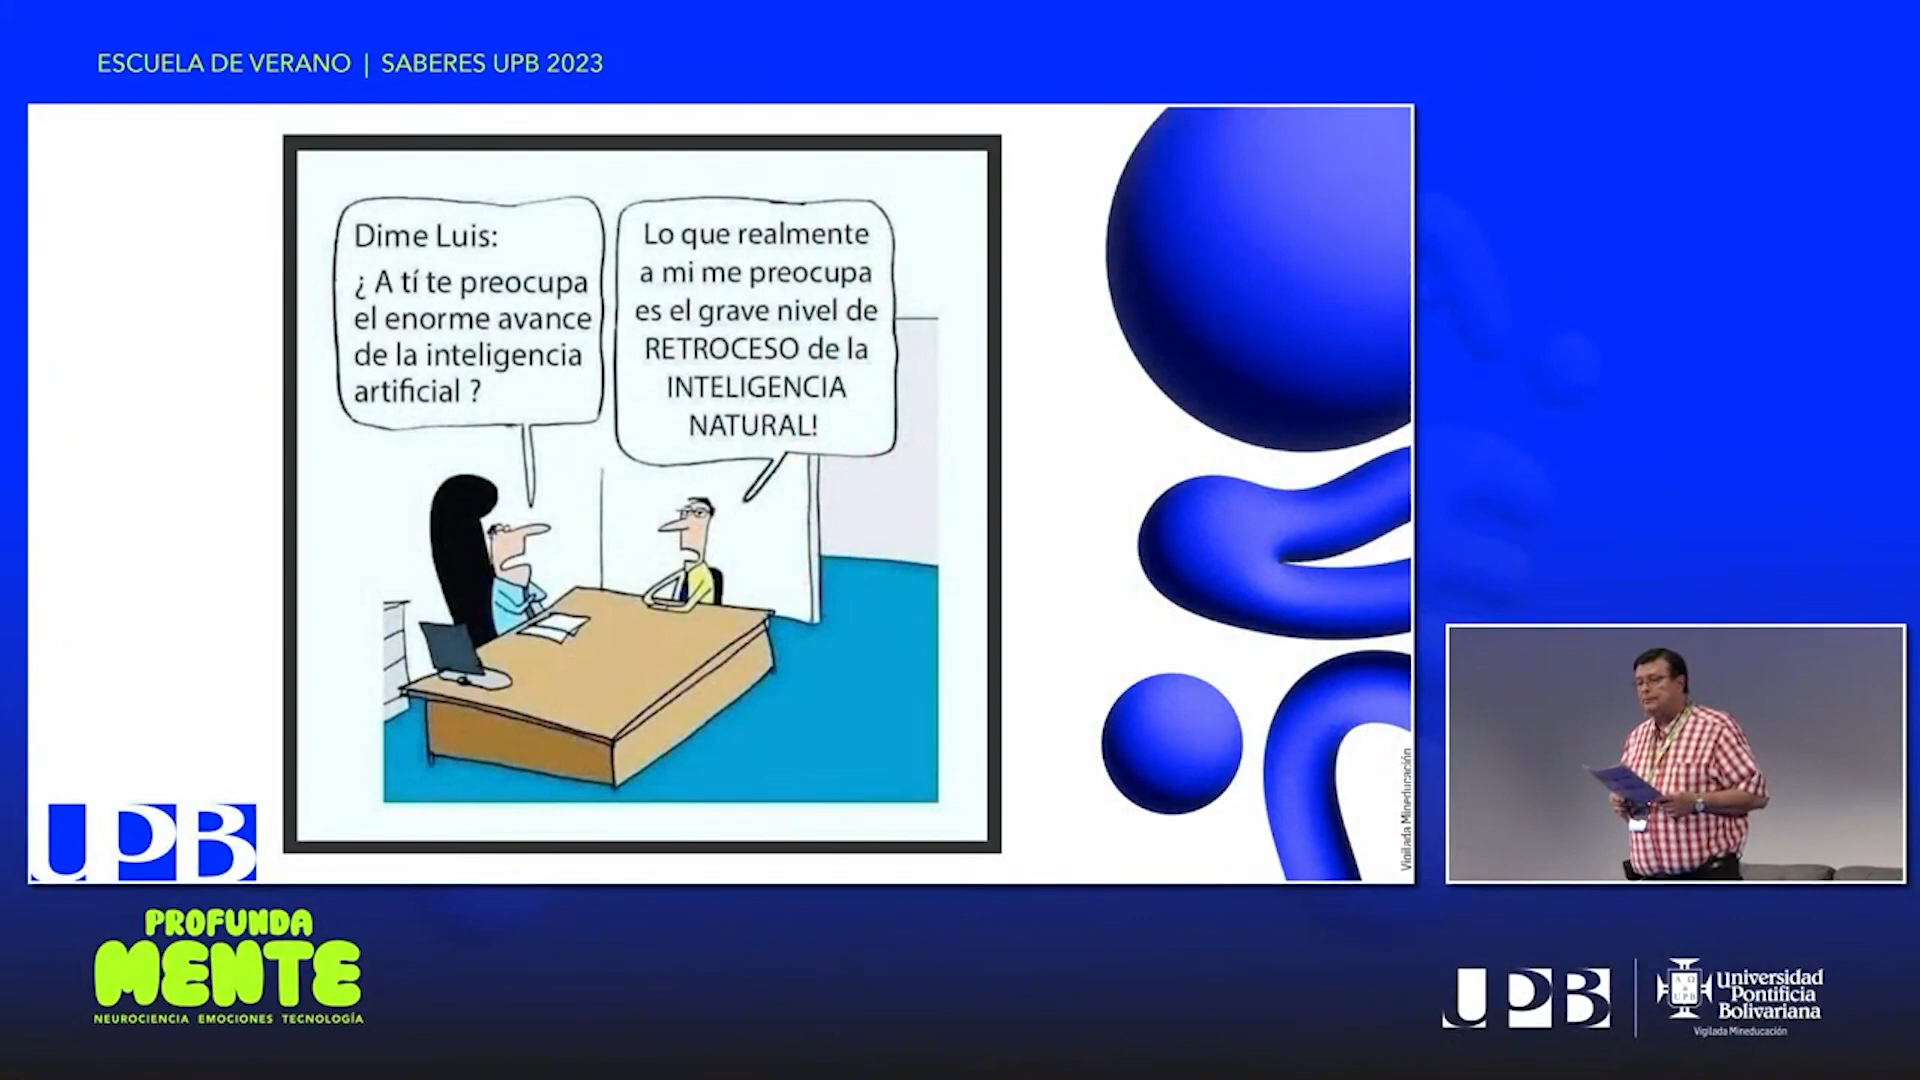 ESCUELA DE VERANO | SABERES UPB 2023
Dime Luis:
¿ A tí te preocupa
el enorme avance
de la inteligencia
artificial ?
Lo que realmente
a mi me preocupa
es el grave nivel de
RETROCESO de la
INTELIGENCIA
NATURAL!
Vigilada Mineducación
UPB
PROFUNDA
MENTE
NEUROCIENCIA EMOCIONES TECNOLOGÍA
UPB
Universidad
Pontificia
Bolivariana
Vigilada Mineducación